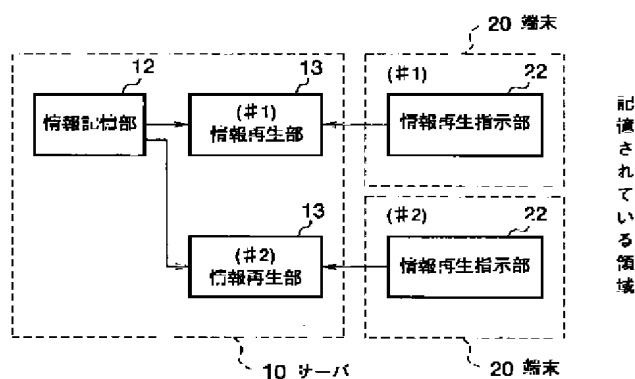 20 端末
12
13
(#1)
22
情報記憶部
(#1)
情報再生部
情報再生指示部
13
(#2)
22
(#2)
情報再生部
情報再生指示部
10 サーバ
20 端末
記憶されている領域